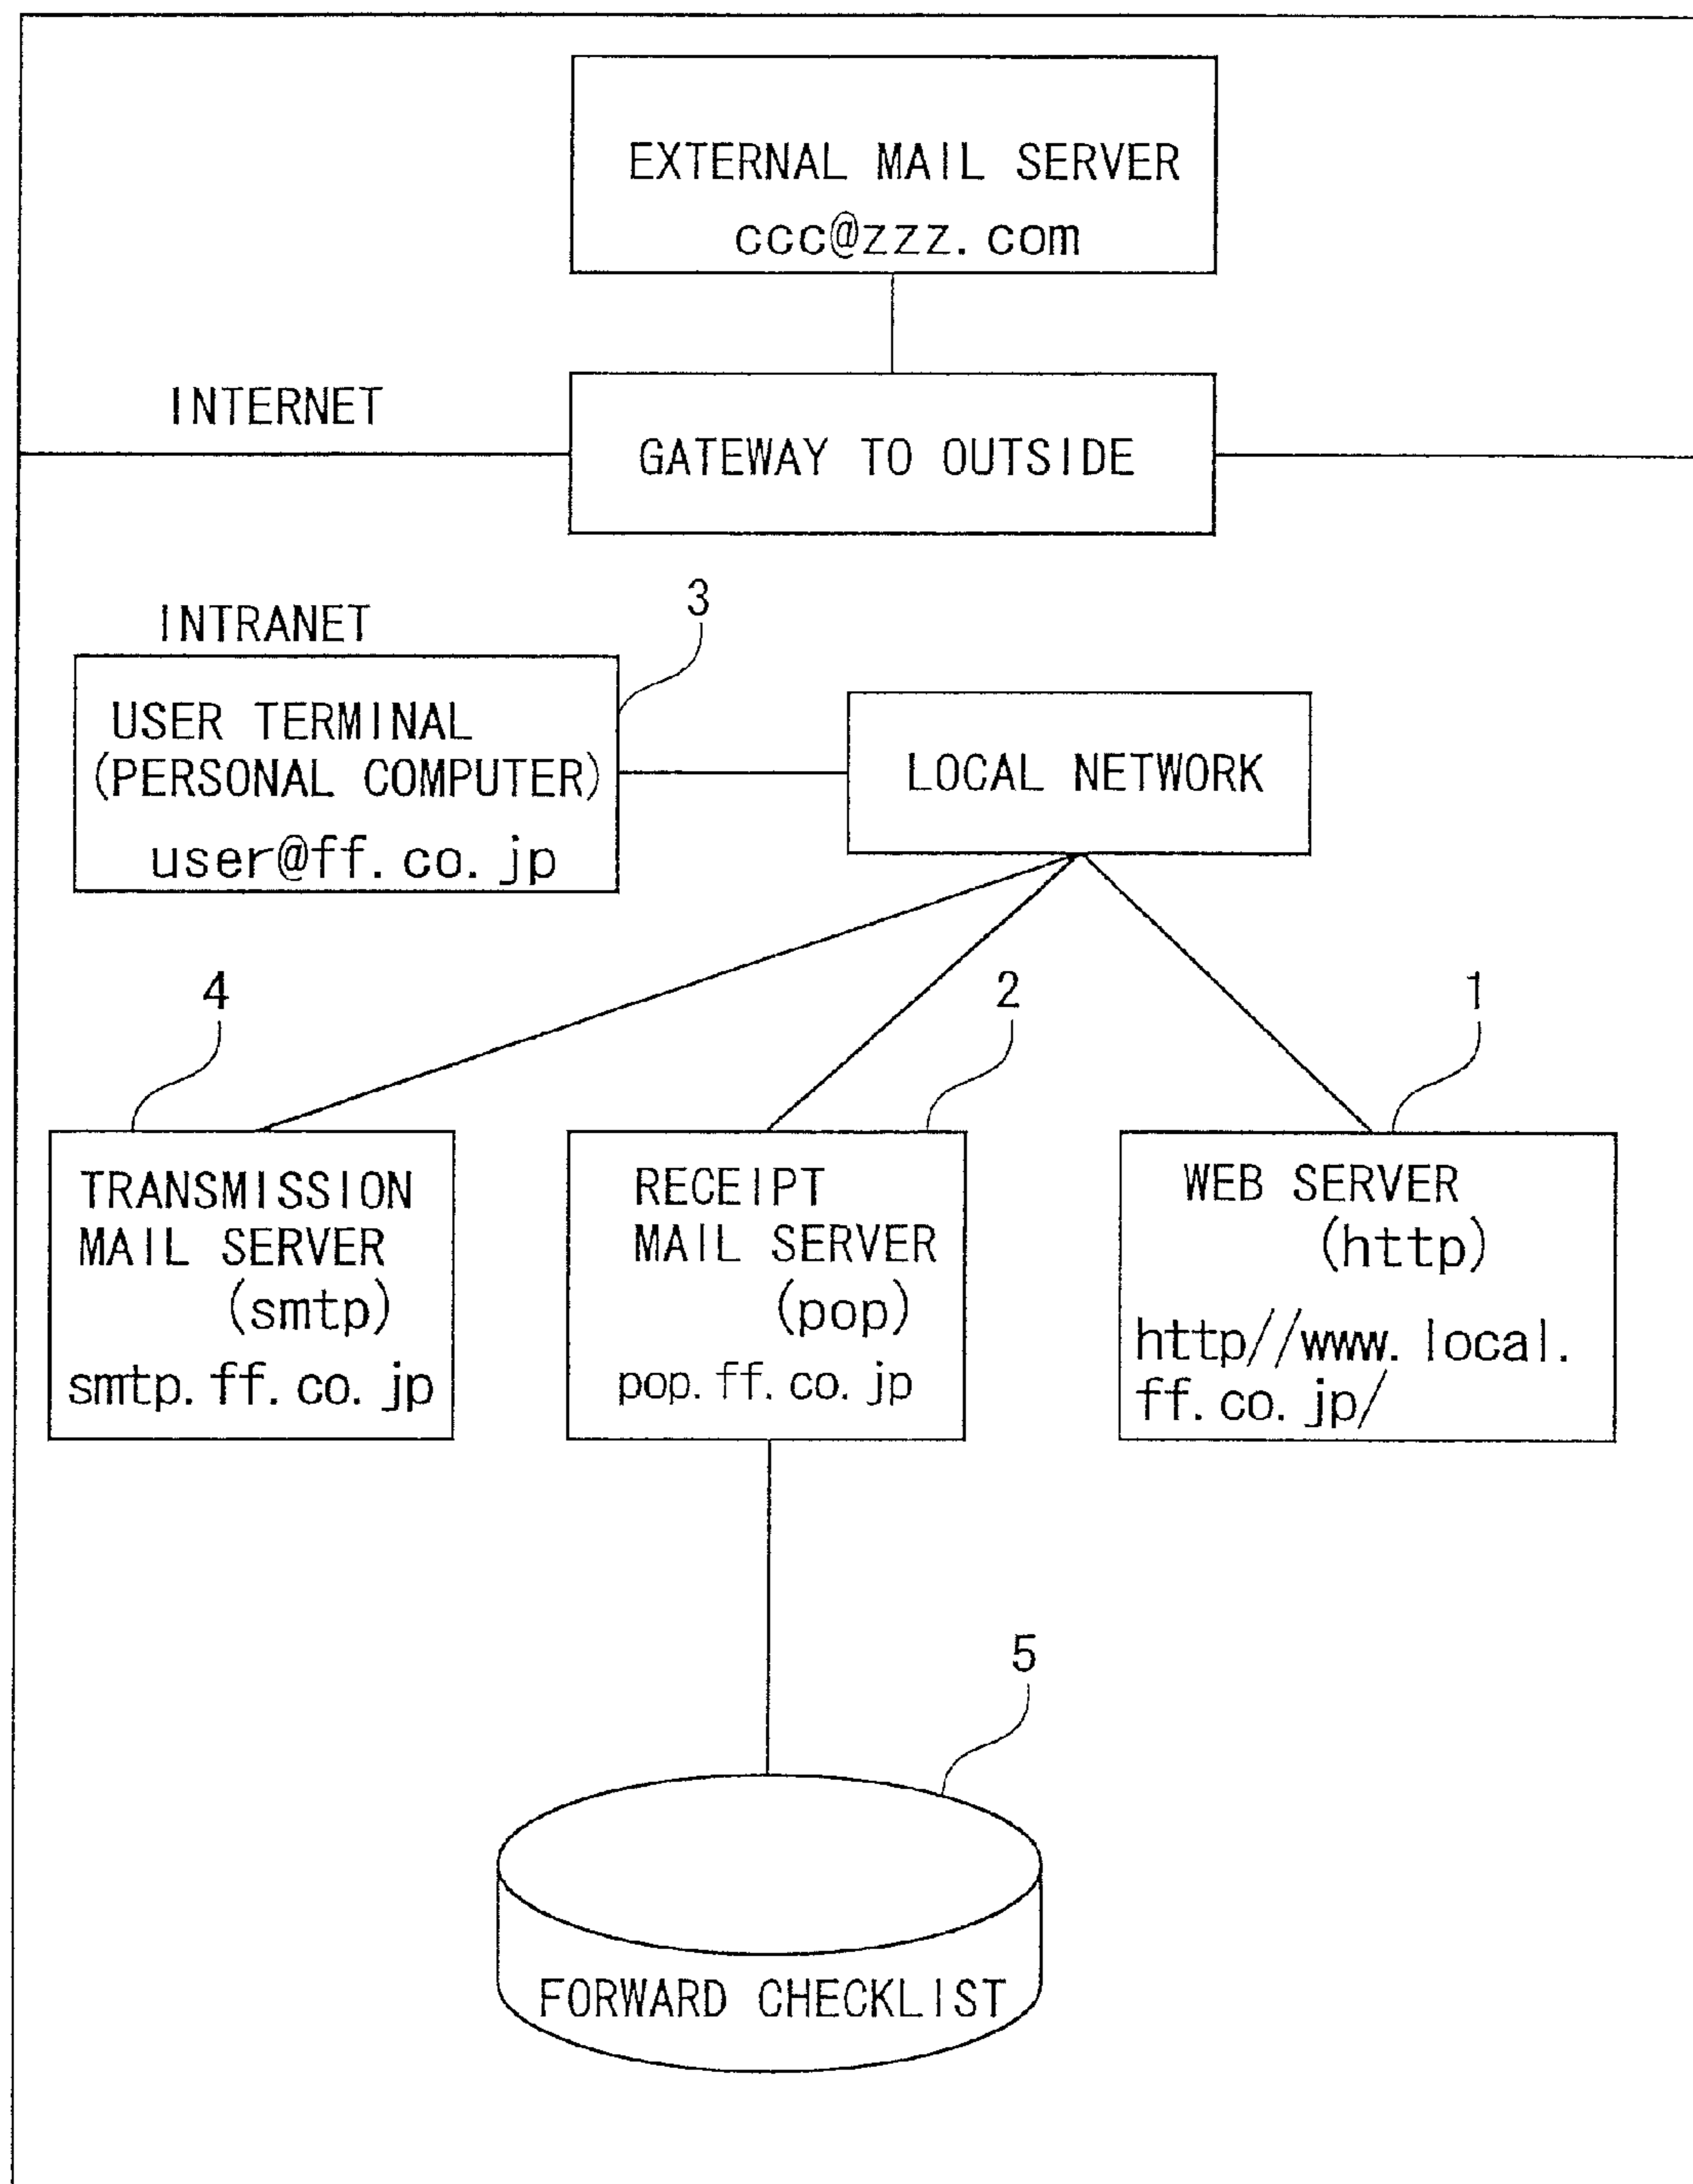 EXTERNAL MAIL SERVER
ccc@zzz.com
INTERNET
GATEWAY TO OUTSIDE
INTRANET
3
USER TERMINAL
(PERSONAL COMPUTER)
user@ff.co.jp
LOCAL NETWORK
4
2
1
TRANSMISSION
MAIL SERVER
(smtp)
smtp.ff.co.jp
RECEIPT
MAIL SERVER
(pop)
pop.ff.co.jp
WEB SERVER
(http)
http//www.local.
ff.co.jp/
5
FORWARD CHECKLIST